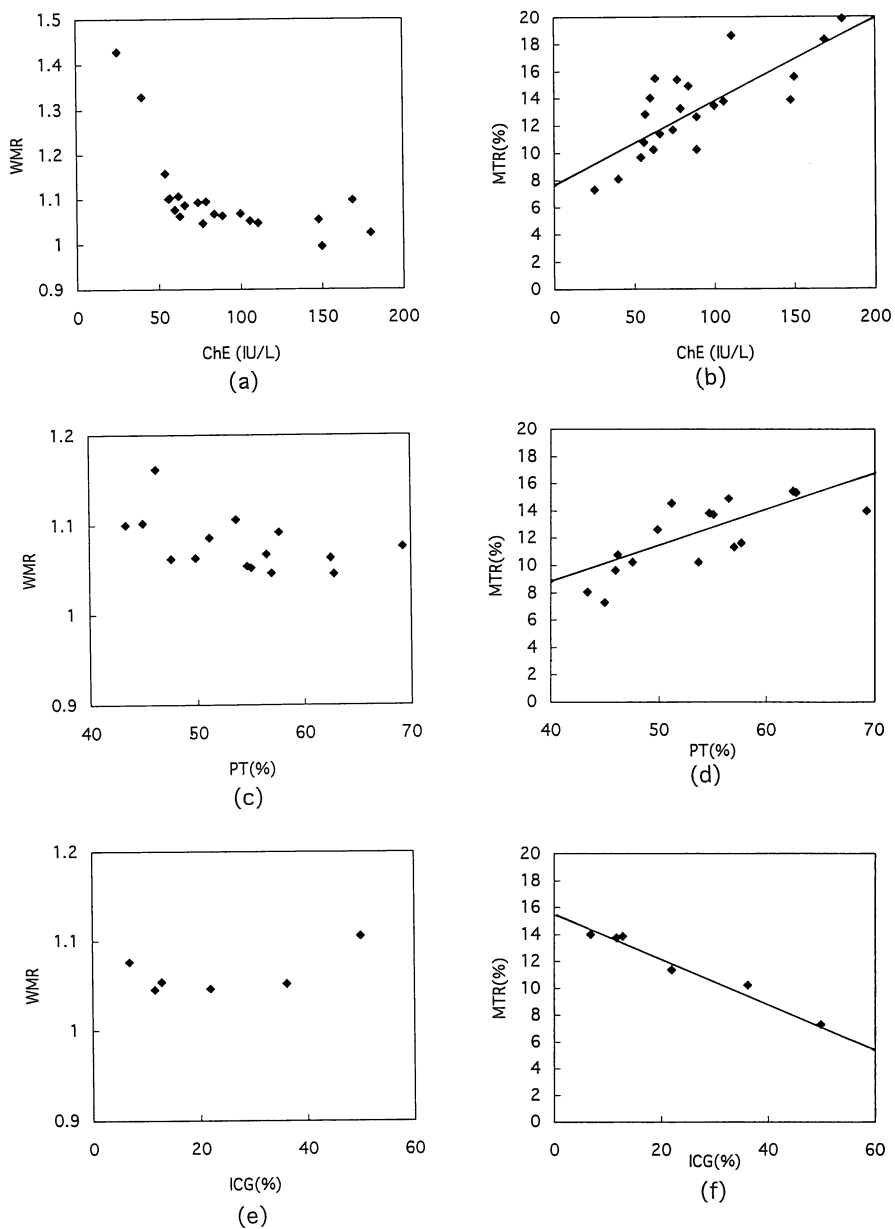 1.5
1.4
1.3
1.2
1.1
1
0.9
WMR
0 50 100 150 200
ChE (IU/L)
(a)
20
18
16
14
12
10
8
6
4
2
0
MTR(%)
0 50 100 150 200
ChE (IU/L)
(b)
1.2
1.1
1
0.9
WMR
40 50 60 70
PT(%)
(c)
20
18
16
14
12
10
8
6
4
2
0
MTR(%)
40 50 60 70
PT(%)
(d)
1.2
1.1
1
0.9
WMR
0 20 40 60
ICG(%)
(e)
20
18
16
14
12
10
8
6
4
2
0
MTR(%)
0 20 40 60
ICG(%)
(f)